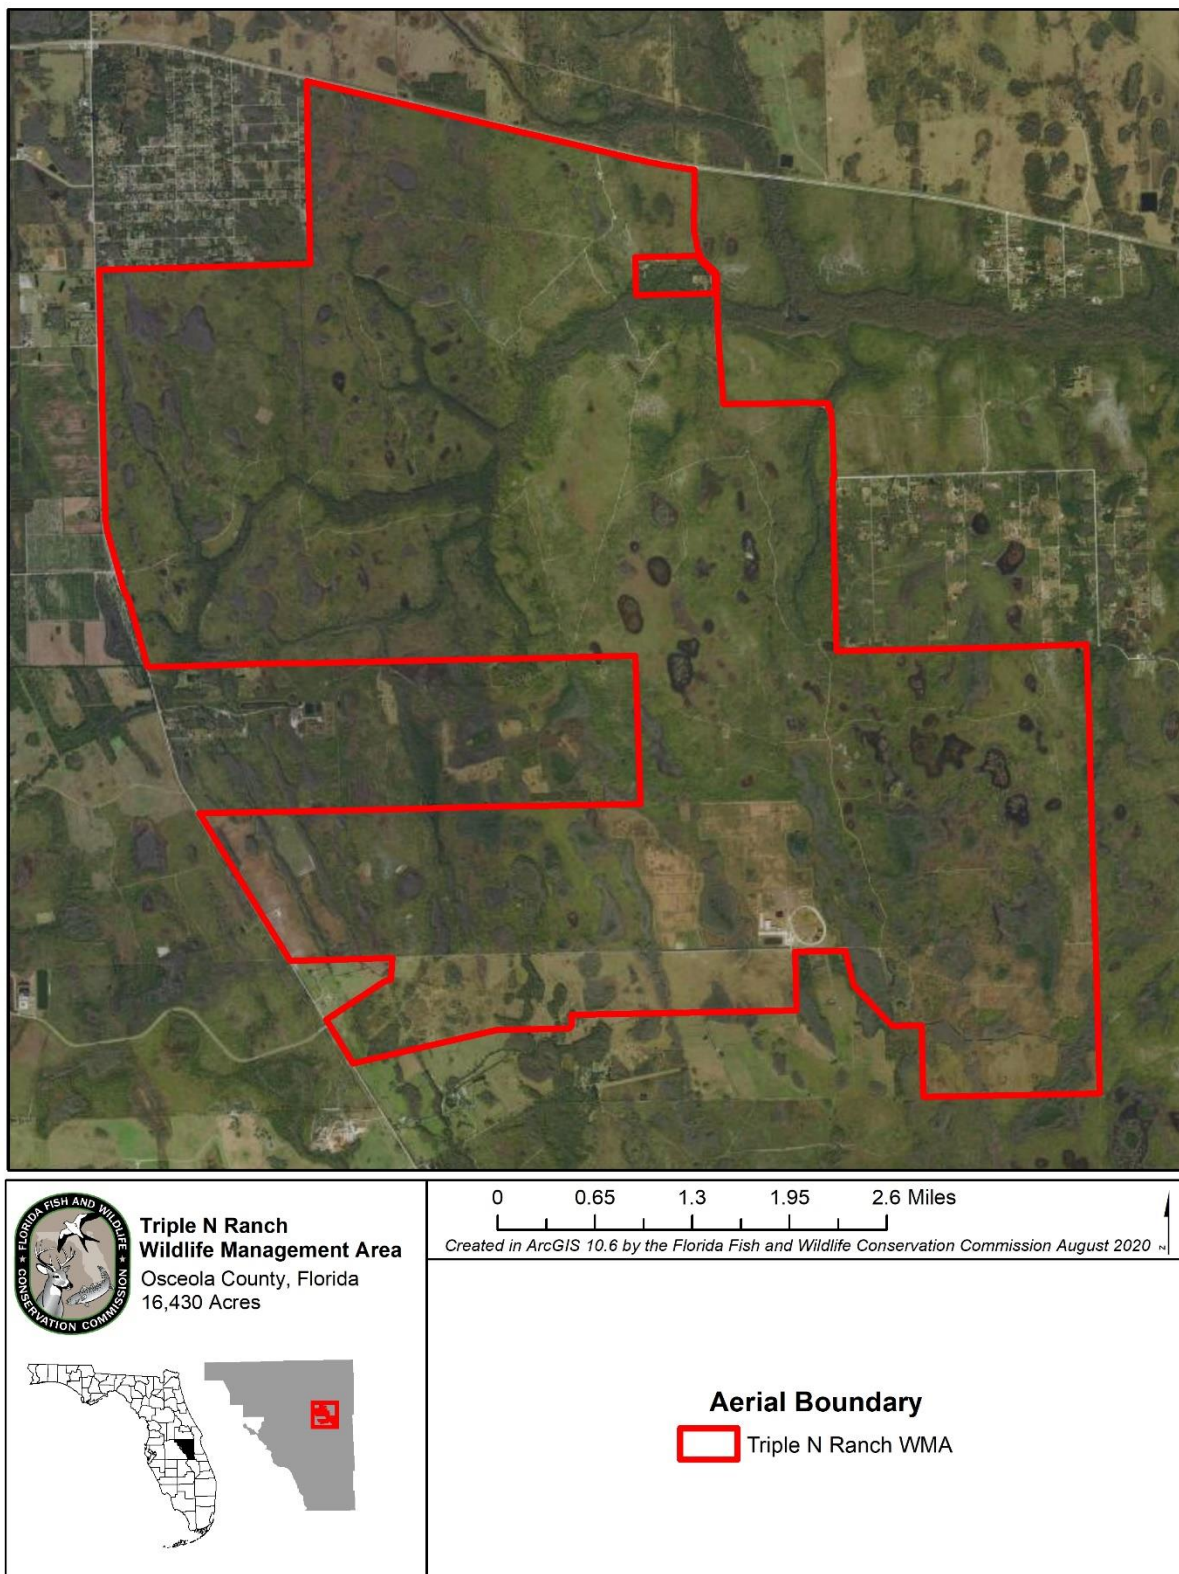 FLORIDA FISH AND WILDLIFE
CONSERVATION COMMISSION
Triple N Ranch
Wildlife Management Area
Osceola County, Florida
16,430 Acres
0 0.65 1.3 1.95 2.6 Miles
Created in ArcGIS 10.6 by the Florida Fish and Wildlife Conservation Commission August 2020
N
Aerial Boundary
Triple N Ranch WMA